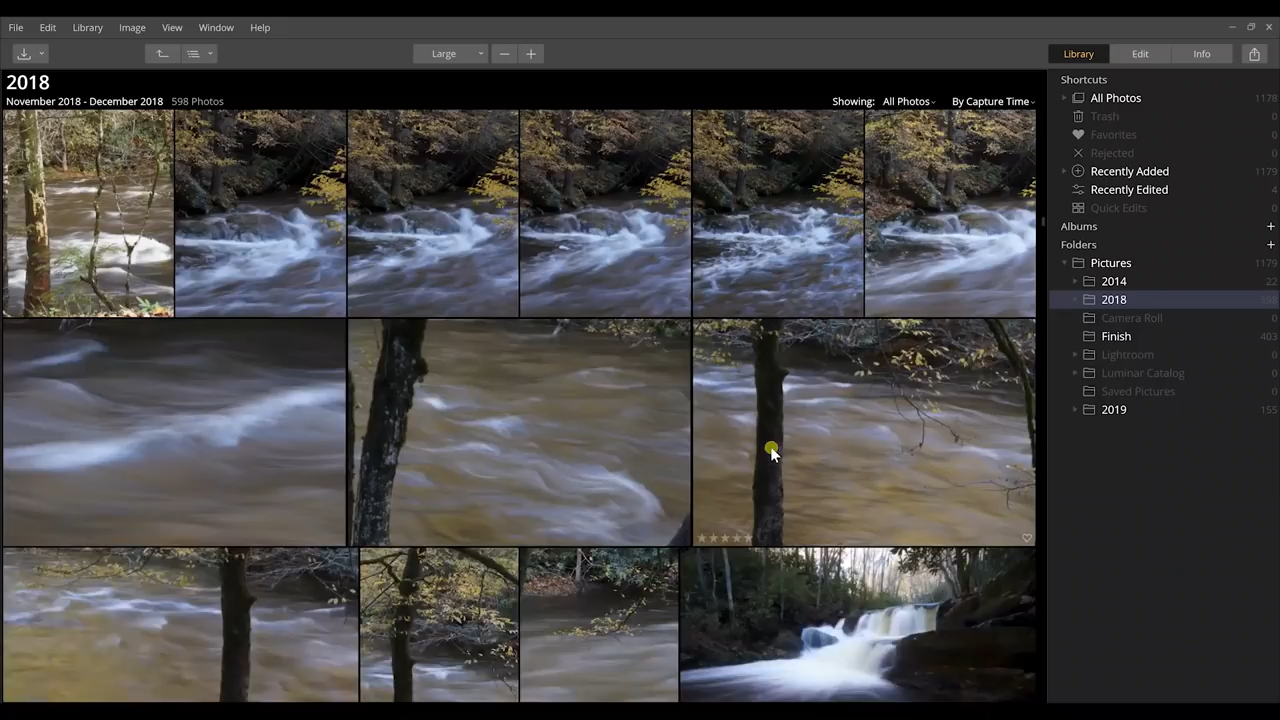 File Edit Library Image View Window Help
Large
Library Edit Info
2018
November 2018 - December 2018 598 Photos
Showing: All Photos By Capture Time
Shortcuts
All Photos 1178
Trash 0
Favorites 0
Rejected 0
Recently Added 1179
Recently Edited 4
Quick Edits 0
Albums
Folders
Pictures 1179
2014 22
2018 598
Camera Roll 0
Finish 403
Lightroom 0
Luminar Catalog 0
Saved Pictures 0
2019 155